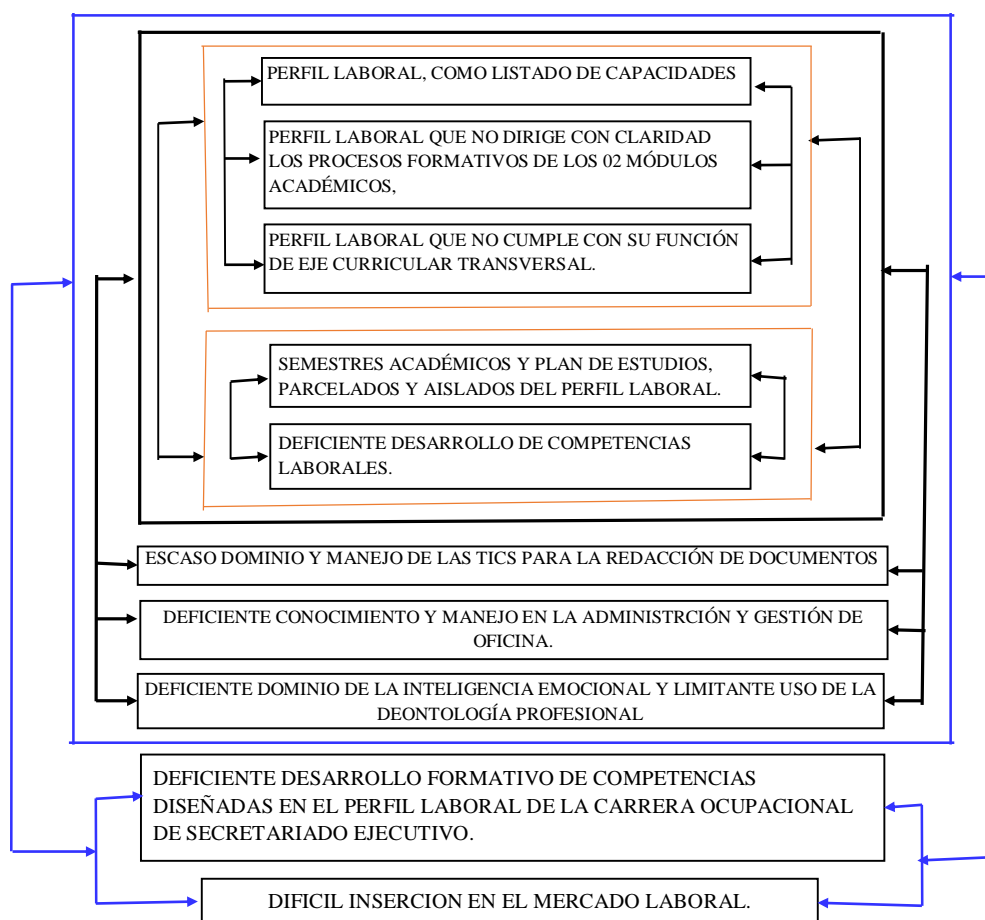 PERFIL LABORAL, COMO LISTADO DE CAPACIDADES
PERFIL LABORAL QUE NO DIRIGE CON CLARIDAD
LOS PROCESOS FORMATIVOS DE LOS 02 MÓDULOS
ACADÉMICOS,
PERFIL LABORAL QUE NO CUMPLE CON SU FUNCIÓN
DE EJE CURRICULAR TRANSVERSAL.
SEMESTRES ACADÉMICOS Y PLAN DE ESTUDIOS,
PARCELADOS Y AISLADOS DEL PERFIL LABORAL.
DEFICIENTE DESARROLLO DE COMPETENCIAS
LABORALES.
ESCASO DOMINIO Y MANEJO DE LAS TICS PARA LA REDACCIÓN DE DOCUMENTOS
DEFICIENTE CONOCIMIENTO Y MANEJO EN LA ADMINISTRCIÓN Y GESTIÓN DE
OFICINA.
DEFICIENTE DOMINIO DE LA INTELIGENCIA EMOCIONAL Y LIMITANTE USO DE LA
DEONTOLOGÍA PROFESIONAL
DEFICIENTE DESARROLLO FORMATIVO DE COMPETENCIAS
DISEÑADAS EN EL PERFIL LABORAL DE LA CARRERA OCUPACIONAL
DE SECRETARIADO EJECUTIVO.
DIFICIL INSERCION EN EL MERCADO LABORAL.